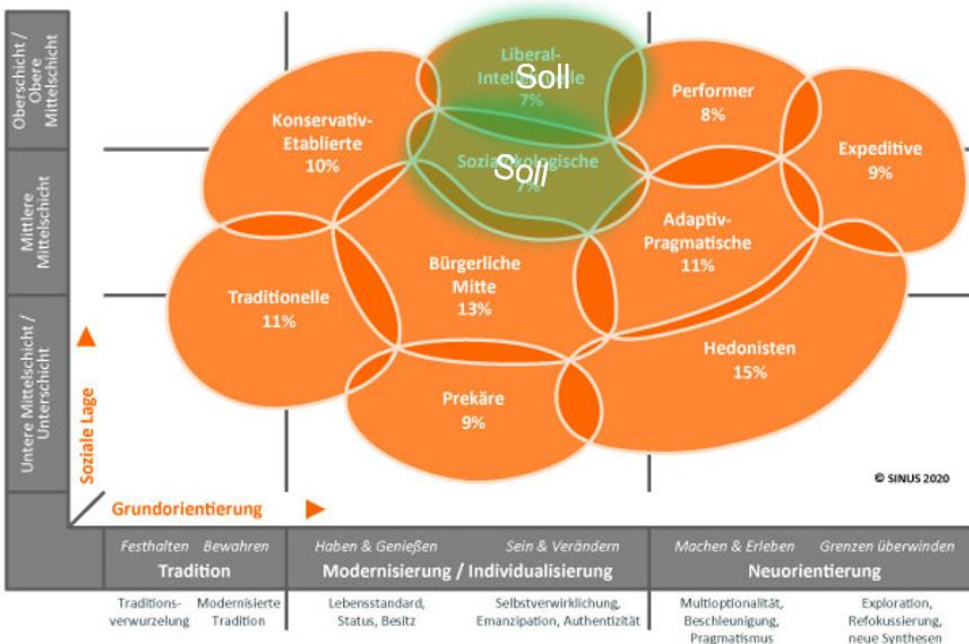 Oberschicht /
Obere
Mittelschicht
Mittlere
Mittelschicht
Untere Mittelschicht /
Unterschicht
Soziale Lage
Liberal-
Intellektuelle
7%
Soll
Sozialökologische
7%
Soll
Konservativ-
Etablierte
10%
Performer
8%
Expeditive
9%
Traditionelle
11%
Bürgerliche
Mitte
13%
Adaptiv-
Pragmatische
11%
Hedonisten
15%
Prekäre
9%
© SINUS 2020
Grundorientierung
Festhalten Bewahren
Tradition
Haben & Genießen Sein & Verändern
Modernisierung / Individualisierung
Machen & Erleben Grenzen überwinden
Neuorientierung
Traditions-
verwurzelung
Modernisierte
Tradition
Lebensstandard,
Status, Besitz
Selbstverwirklichung,
Emanzipation, Authentizität
Multioptionalität,
Beschleunigung,
Pragmatismus
Exploration,
Refokussierung,
neue Synthesen